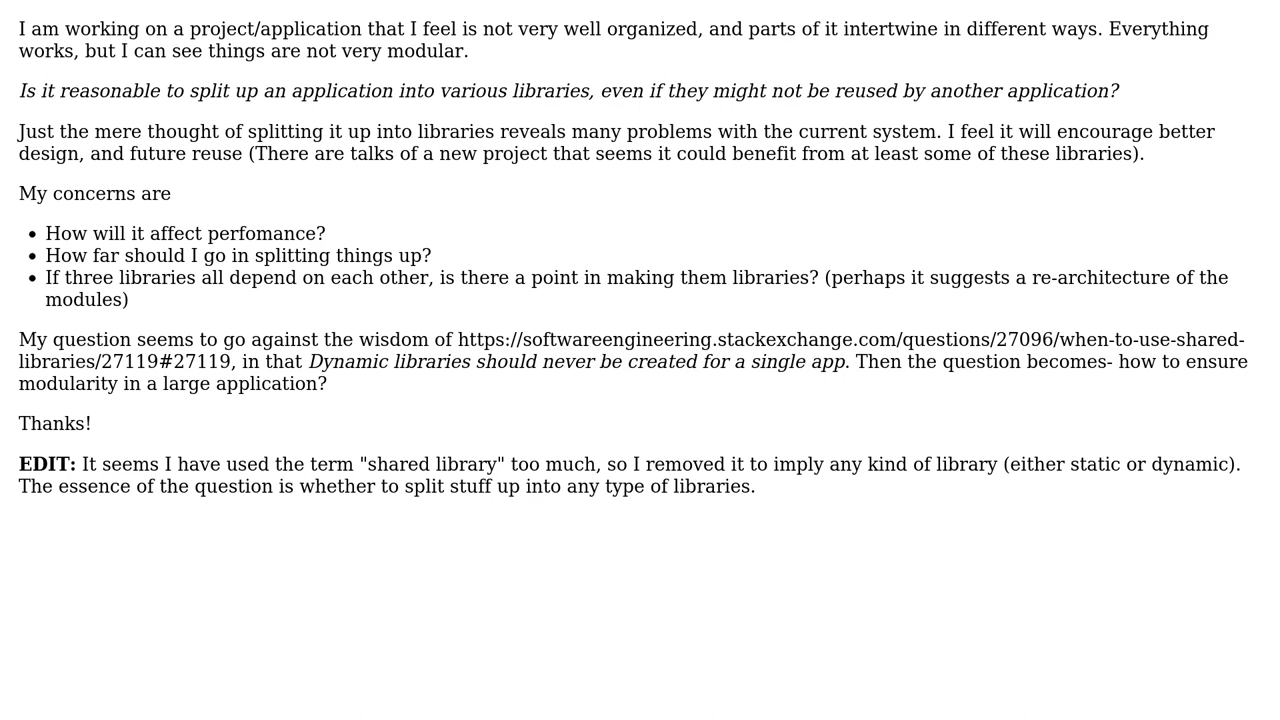 I am working on a project/application that I feel is not very well organized, and parts of it intertwine in different ways. Everything
works, but I can see things are not very modular.
Is it reasonable to split up an application into various libraries, even if they might not be reused by another application?
Just the mere thought of splitting it up into libraries reveals many problems with the current system. I feel it will encourage better
design, and future reuse (There are talks of a new project that seems it could benefit from at least some of these libraries).
My concerns are
• How will it affect perfomance?
• How far should I go in splitting things up?
• If three libraries all depend on each other, is there a point in making them libraries? (perhaps it suggests a re-architecture of the
modules)
My question seems to go against the wisdom of https://softwareengineering.stackexchange.com/questions/27096/when-to-use-shared-
libraries/27119#27119, in that Dynamic libraries should never be created for a single app. Then the question becomes- how to ensure
modularity in a large application?
Thanks!
EDIT: It seems I have used the term "shared library" too much, so I removed it to imply any kind of library (either static or dynamic).
The essence of the question is whether to split stuff up into any type of libraries.